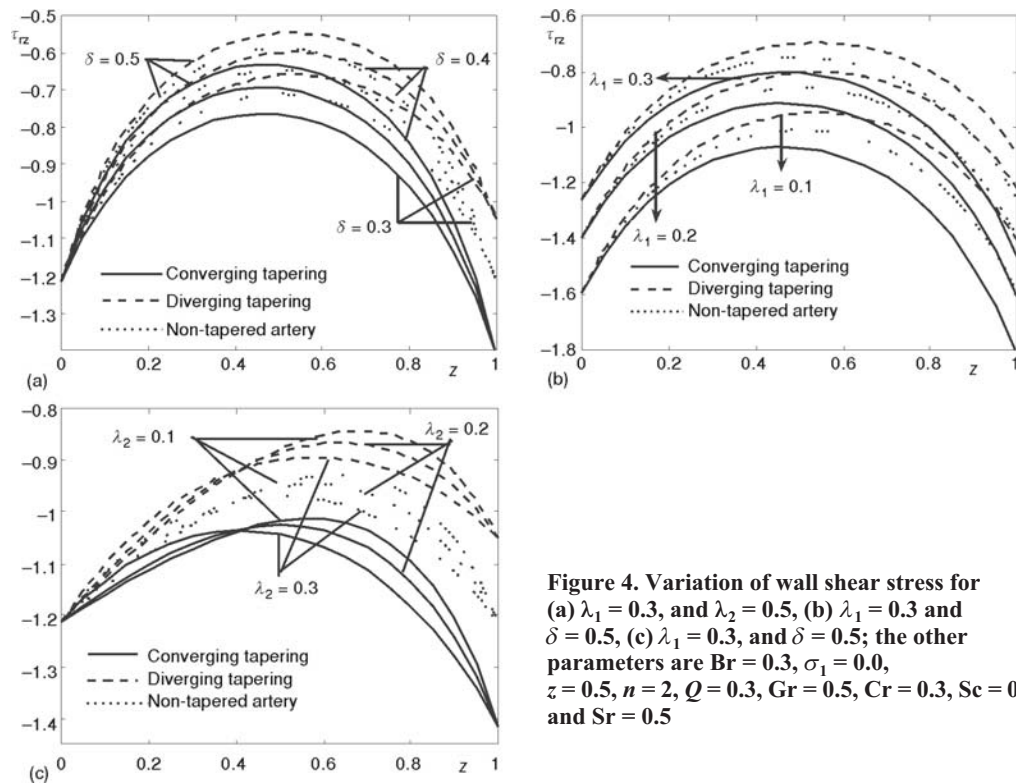 −0.5
τrz
−0.6
−0.7
−0.8
−0.9
−1
−1.1
−1.2
−1.3
δ = 0.5
δ = 0.4
δ = 0.3
Converging tapering
Diverging tapering
Non-tapered artery
0
0.2
0.4
0.6
0.8
z
1
(a)
−0.4
τrz
−0.6
−0.8
−1
−1.2
−1.4
−1.6
−1.8
λ1 = 0.3
λ1 = 0.1
λ1 = 0.2
Converging tapering
Diverging tapering
Non-tapered artery
0
0.2
0.4
0.6
0.8
z
1
(b)
−0.8
−0.9
−1
−1.1
−1.2
−1.3
−1.4
λ2 = 0.1
λ2 = 0.2
λ2 = 0.3
Converging tapering
Diverging tapering
Non-tapered artery
0
0.2
0.4
0.6
0.8
z
1
(c)
Figure 4. Variation of wall shear stress for
(a) λ1 = 0.3, and λ2 = 0.5, (b) λ1 = 0.3 and
δ = 0.5, (c) λ1 = 0.3, and δ = 0.5; the other
parameters are Br = 0.3, σ1 = 0.0,
z = 0.5, n = 2, Q = 0.3, Gr = 0.5, Cr = 0.3, Sc = 0
and Sr = 0.5